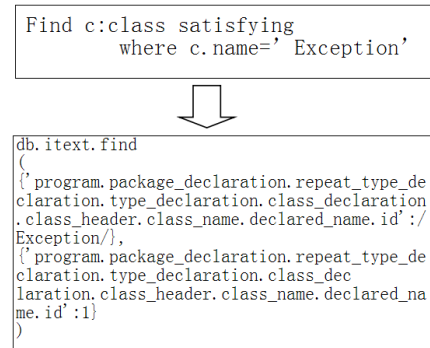 Find c:class satisfying
where c.name=’ Exception’
db.itext.find
(
{’program.package_declaration.repeat_type_de
claration.type_declaration.class_declaration
.class_header.class_name.declared_name.id’:/
Exception/},
{’program.package_declaration.repeat_type_de
claration.type_declaration.class_dec
laration.class_header.class_name.declared_na
me.id’:1}
)